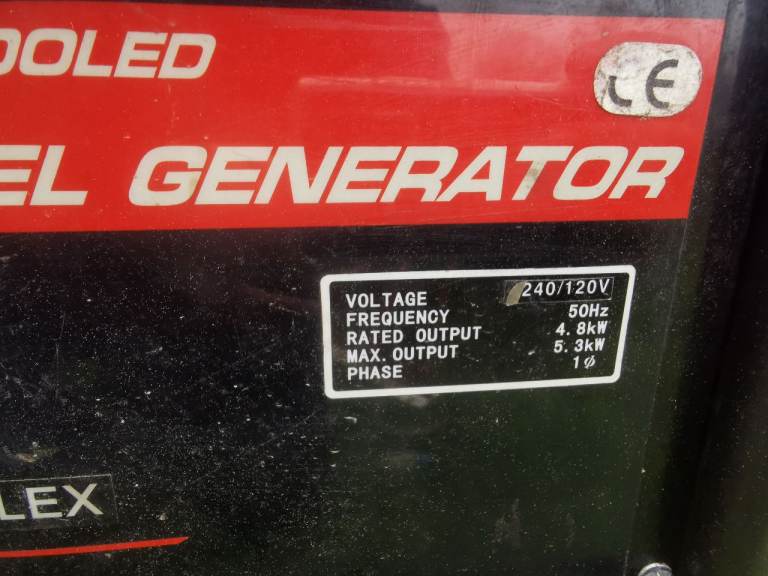 OOLED
CE
EL GENERATOR
VOLTAGE 240/120V
FREQUENCY 50Hz
RATED OUTPUT 4.8kW
MAX. OUTPUT 5.3kW
PHASE 1ϕ
LEX